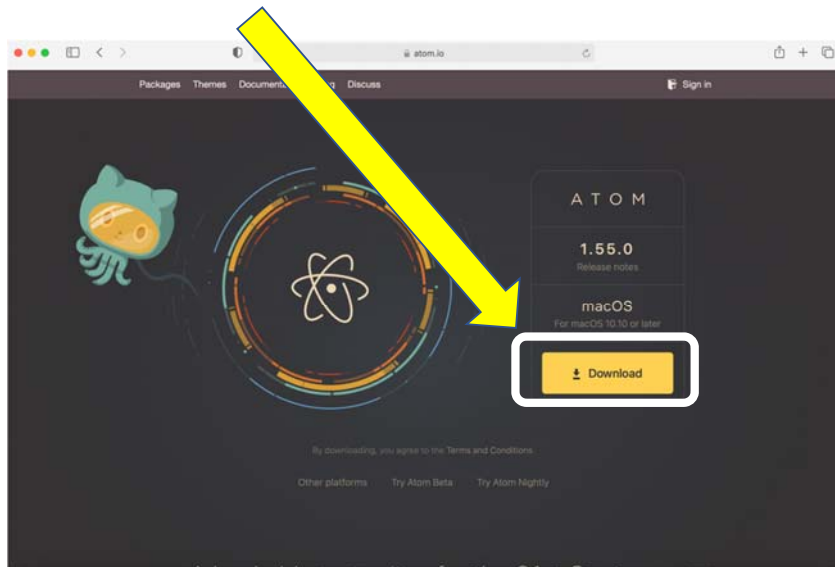 atom.io
Packages Themes Discuss Sign in
ATOM
1.55.0
Release notes
macOS
For macOS 10.10 or later
Download
By downloading, you agree to the Terms and Conditions.
Other platforms Try Atom Beta Try Atom Nightly